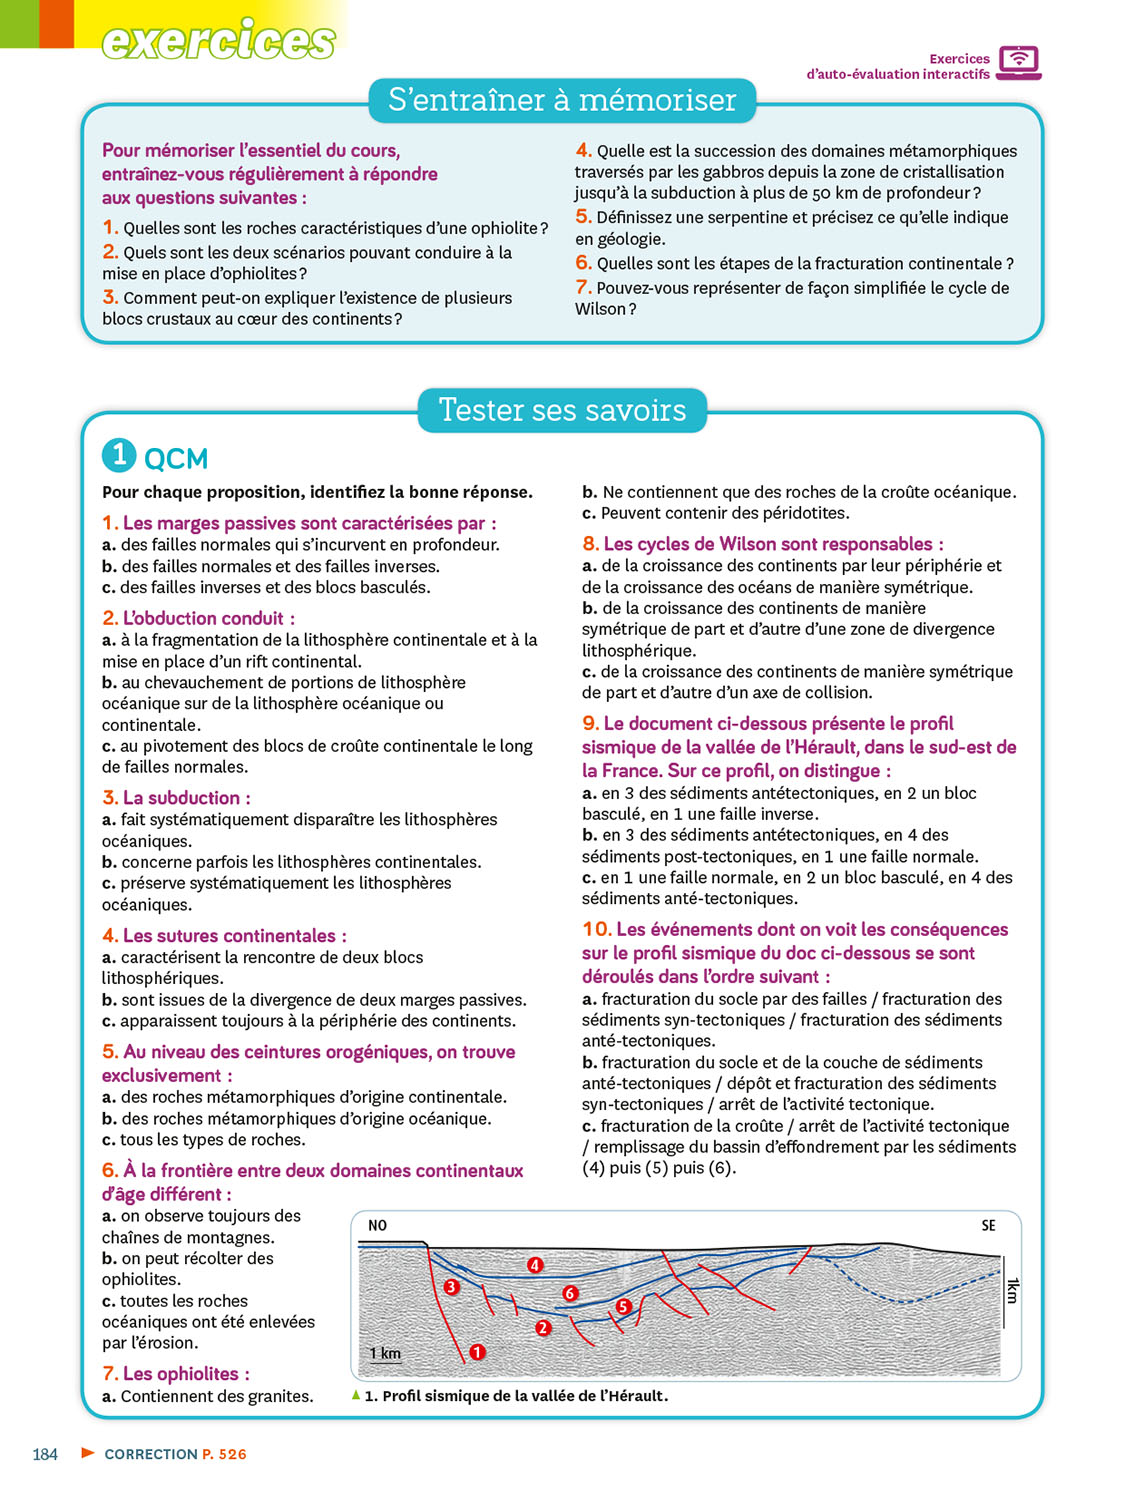 exercices
Exercices
d'auto-évaluation interactifs
S'entraîner à mémoriser
Pour mémoriser l'essentiel du cours,
entraînez-vous régulièrement à répondre
aux questions suivantes :
1. Quelles sont les roches caractéristiques d'une ophiolite ?
2. Quels sont les deux scénarios pouvant conduire à la
mise en place d'ophiolites ?
3. Comment peut-on expliquer l'existence de plusieurs
blocs crustaux au cœur des continents ?
4. Quelle est la succession des domaines métamorphiques
traversés par les gabbros depuis la zone de cristallisation
jusqu'à la subduction à plus de 50 km de profondeur ?
5. Définissez une serpentine et précisez ce qu'elle indique
en géologie.
6. Quelles sont les étapes de la fracturation continentale ?
7. Pouvez-vous représenter de façon simplifiée le cycle de
Wilson ?
Tester ses savoirs
1 QCM
Pour chaque proposition, identifiez la bonne réponse.
1. Les marges passives sont caractérisées par :
a. des failles normales qui s'incurvent en profondeur.
b. des failles normales et des failles inverses.
c. des failles inverses et des blocs basculés.
2. L'obduction conduit :
a. à la fragmentation de la lithosphère continentale et à la
mise en place d'un rift continental.
b. au chevauchement de portions de lithosphère
océanique sur de la lithosphère océanique ou
continentale.
c. au pivotement des blocs de croûte continentale le long
de failles normales.
3. La subduction :
a. fait systématiquement disparaître les lithosphères
océaniques.
b. concerne parfois les lithosphères continentales.
c. préserve systématiquement les lithosphères
océaniques.
4. Les sutures continentales :
a. caractérisent la rencontre de deux blocs
lithosphériques.
b. sont issues de la divergence de deux marges passives.
c. apparaissent toujours à la périphérie des continents.
5. Au niveau des ceintures orogéniques, on trouve
exclusivement :
a. des roches métamorphiques d'origine continentale.
b. des roches métamorphiques d'origine océanique.
c. tous les types de roches.
6. À la frontière entre deux domaines continentaux
d'âge différent :
a. on observe toujours des
chaînes de montagnes.
b. on peut récolter des
ophiolites.
c. toutes les roches
océaniques ont été enlevées
par l'érosion.
7. Les ophiolites :
a. Contiennent des granites.
b. Ne contiennent que des roches de la croûte océanique.
c. Peuvent contenir des péridotites.
8. Les cycles de Wilson sont responsables :
a. de la croissance des continents par leur périphérie et
de la croissance des océans de manière symétrique.
b. de la croissance des continents de manière
symétrique de part et d'autre d'une zone de divergence
lithosphérique.
c. de la croissance des continents de manière symétrique
de part et d'autre d'un axe de collision.
9. Le document ci-dessous présente le profil
sismique de la vallée de l'Hérault, dans le sud-est de
la France. Sur ce profil, on distingue :
a. en 3 des sédiments antétectoniques, en 2 un bloc
basculé, en 1 une faille inverse.
b. en 3 des sédiments antétectoniques, en 4 des
sédiments post-tectoniques, en 1 une faille normale.
c. en 1 une faille normale, en 2 un bloc basculé, en 4 des
sédiments anté-tectoniques.
10. Les événements dont on voit les conséquences
sur le profil sismique du doc ci-dessous se sont
déroulés dans l'ordre suivant :
a. fracturation du socle par des failles / fracturation des
sédiments syn-tectoniques / fracturation des sédiments
anté-tectoniques.
b. fracturation du socle et de la couche de sédiments
anté-tectoniques / dépôt et fracturation des sédiments
syn-tectoniques / arrêt de l'activité tectonique.
c. fracturation de la croûte / arrêt de l'activité tectonique
/ remplissage du bassin d'effondrement par les sédiments
(4) puis (5) puis (6).
NO
SE
4
3
6
5
2
1
1 km
1km
1. Profil sismique de la vallée de l'Hérault.
184
CORRECTION P. 526